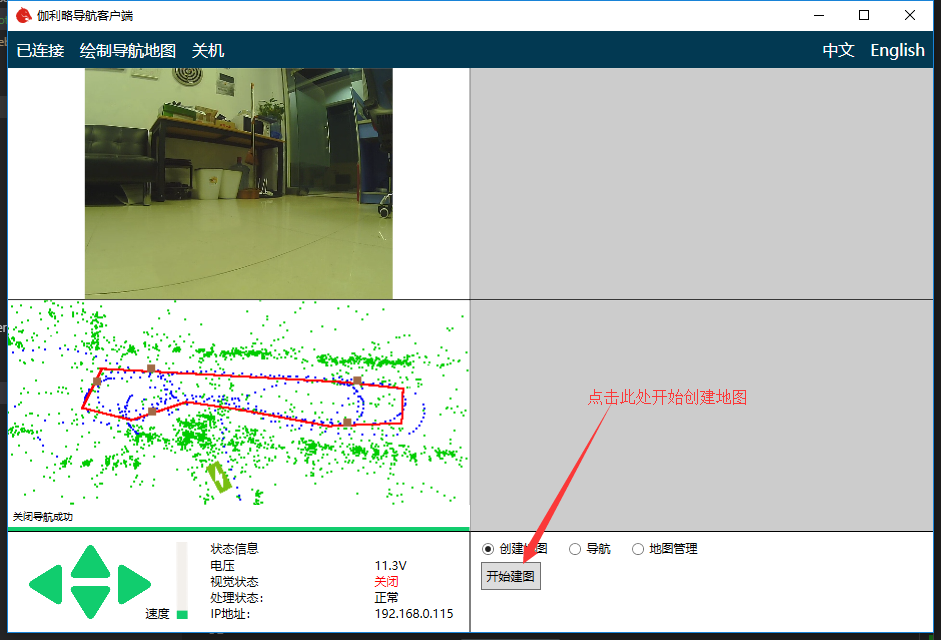 伽利略导航客户端
已连接 绘制导航地图 关机 中文 English
点击此处开始创建地图
关闭导航成功
速度
状态信息
电压 11.3V
视觉状态 关闭
处理状态: 正常
IP地址: 192.168.0.115
创建地图 导航 地图管理
开始建图